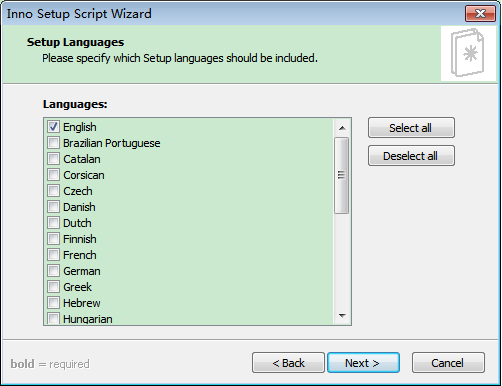 Inno Setup Script Wizard
Setup Languages
Please specify which Setup languages should be included.
Languages:
English
Brazilian Portuguese
Catalan
Corsican
Czech
Danish
Dutch
Finnish
French
German
Greek
Hebrew
Hungarian
Select all
Deselect all
bold = required
< Back
Next >
Cancel